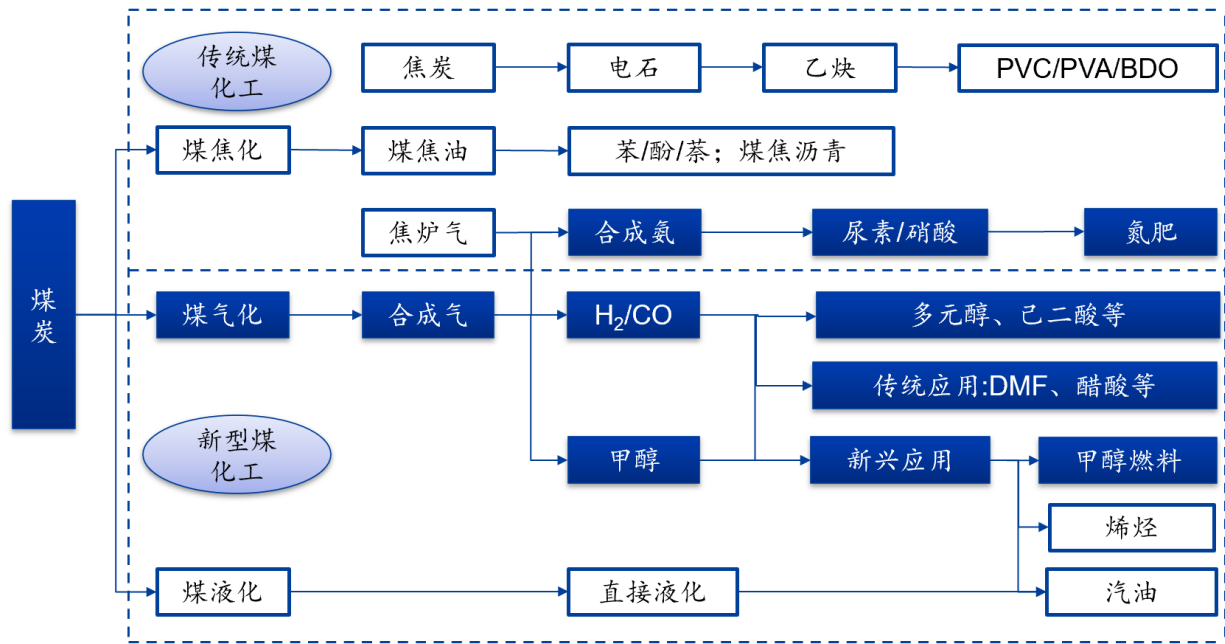 传统煤
化工
焦炭
电石
乙炔
PVC/PVA/BDO
煤焦化
煤焦油
苯/酚/萘；煤焦沥青
焦炉气
合成氨
尿素/硝酸
氮肥
煤
炭
煤气化
合成气
H₂/CO
多元醇、己二酸等
传统应用:DMF、醋酸等
新型煤
化工
甲醇
新兴应用
甲醇燃料
烯烃
煤液化
直接液化
汽油